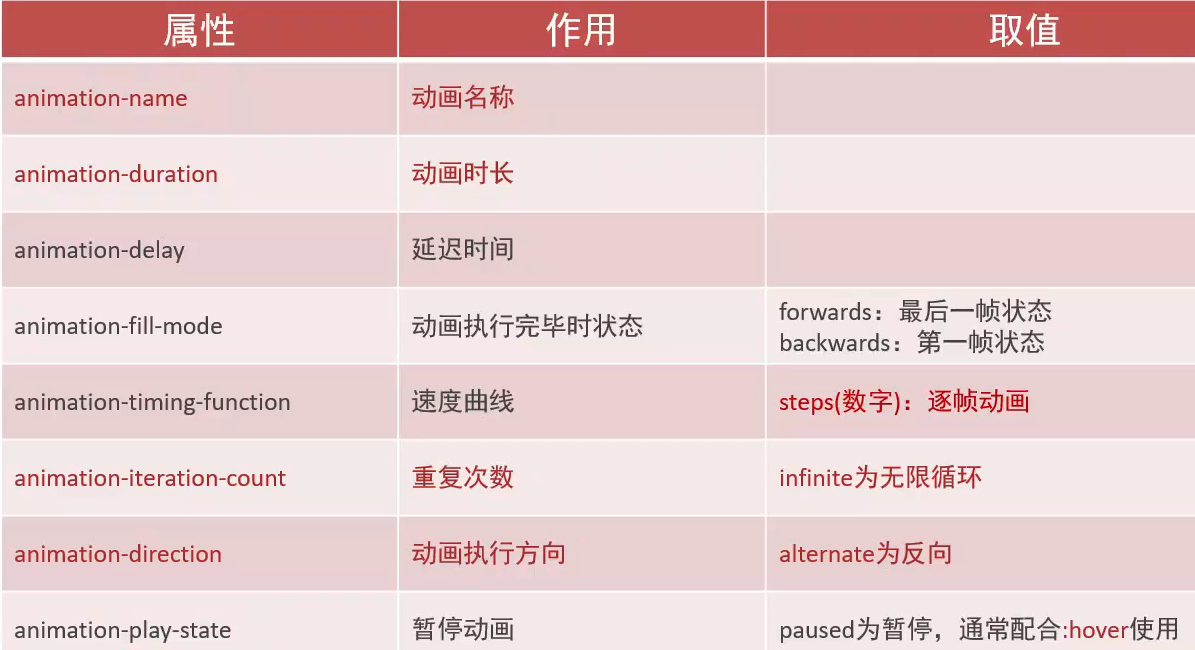 属性 作用 取值
animation-name 动画名称
animation-duration 动画时长
animation-delay 延迟时间
animation-fill-mode 动画执行完毕时状态 forwards：最后一帧状态
backwards：第一帧状态
animation-timing-function 速度曲线 steps(数字)：逐帧动画
animation-iteration-count 重复次数 infinite为无限循环
animation-direction 动画执行方向 alternate为反向
animation-play-state 暂停动画 paused为暂停，通常配合:hover使用